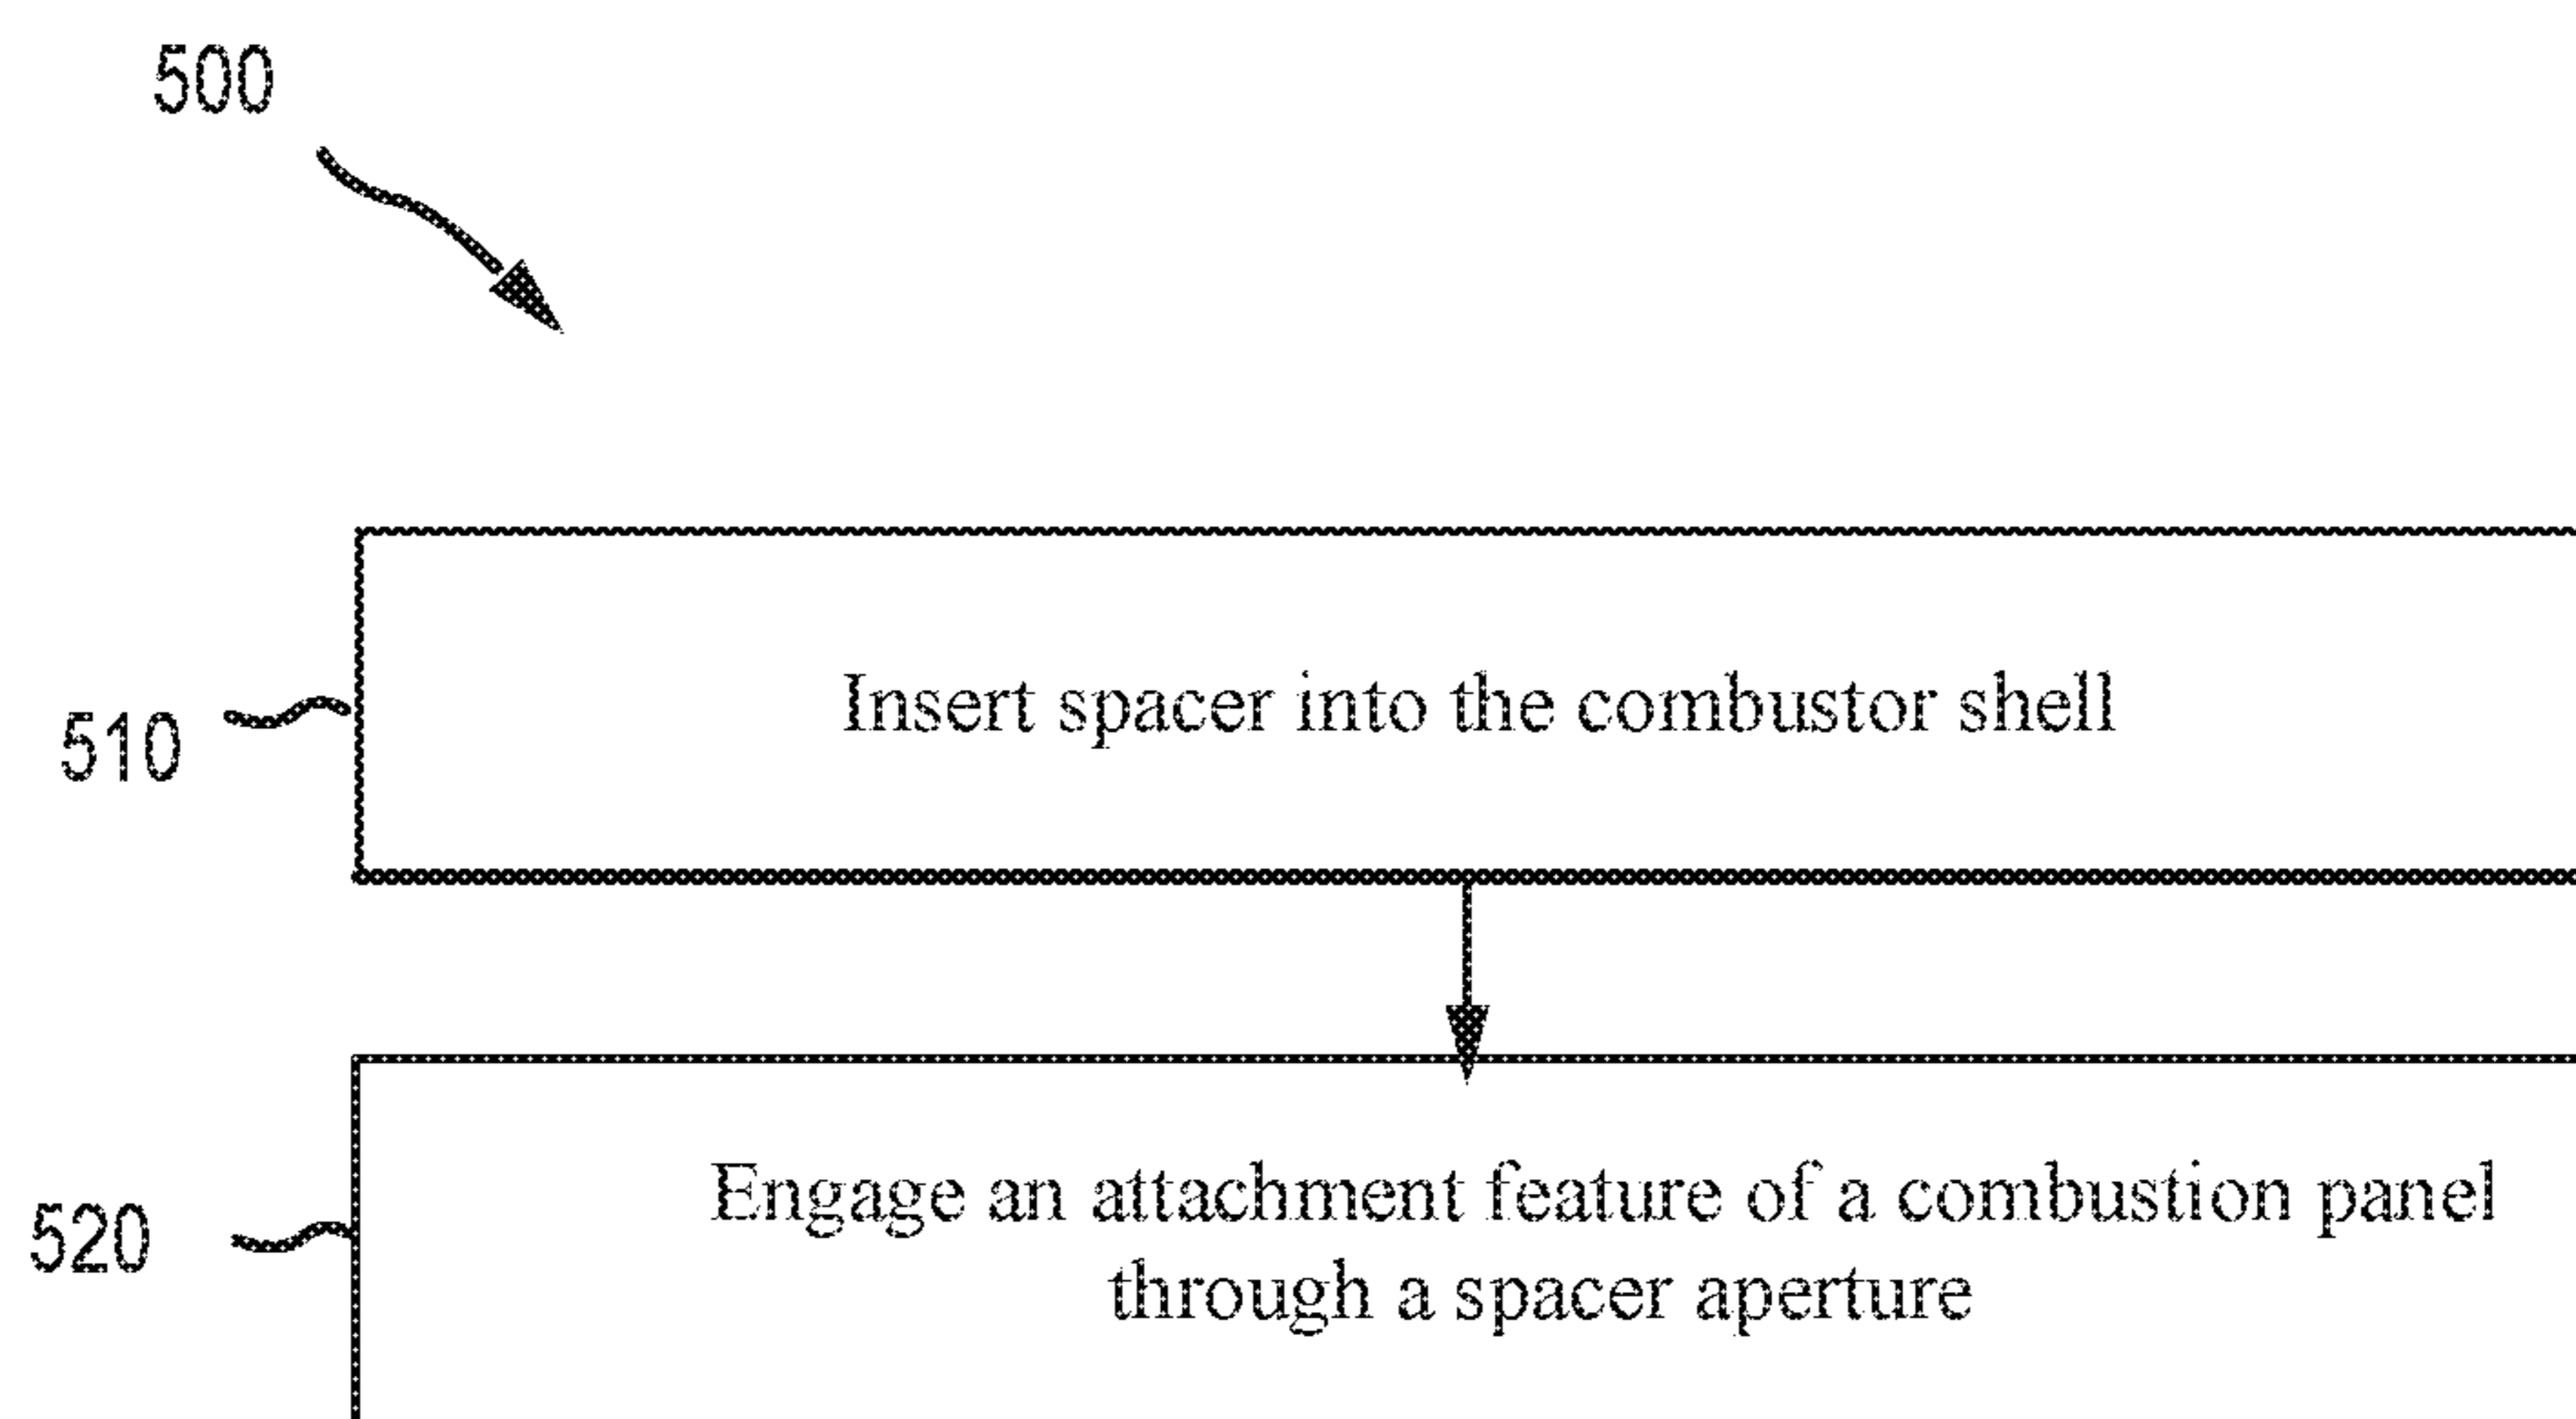 500
510
Insert spacer into the combustor shell
520
Engage an attachment feature of a combustion panel
through a spacer aperture